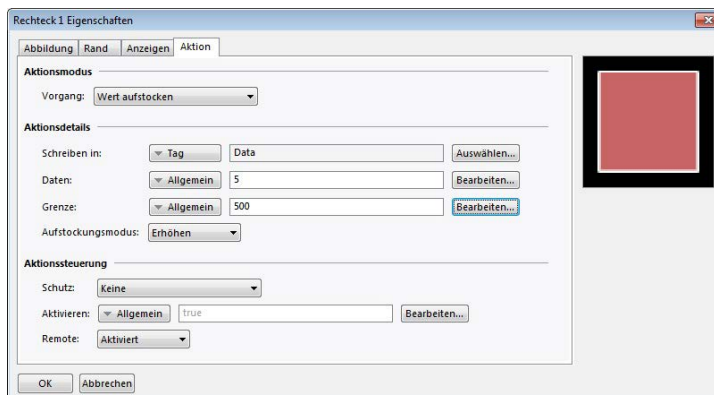 Rechteck 1 Eigenschaften
Abbildung Rand Anzeigen Aktion
Aktionsmodus
Vorgang: Wert aufstocken
Aktionsdetails
Schreiben in: Tag Data Auswählen...
Daten: Allgemein 5 Bearbeiten...
Grenze: Allgemein 500 Bearbeiten...
Aufstockungsmodus: Erhöhen
Aktionssteuerung
Schutz: Keine
Aktivieren: Allgemein true Bearbeiten...
Remote: Aktiviert
OK Abbrechen